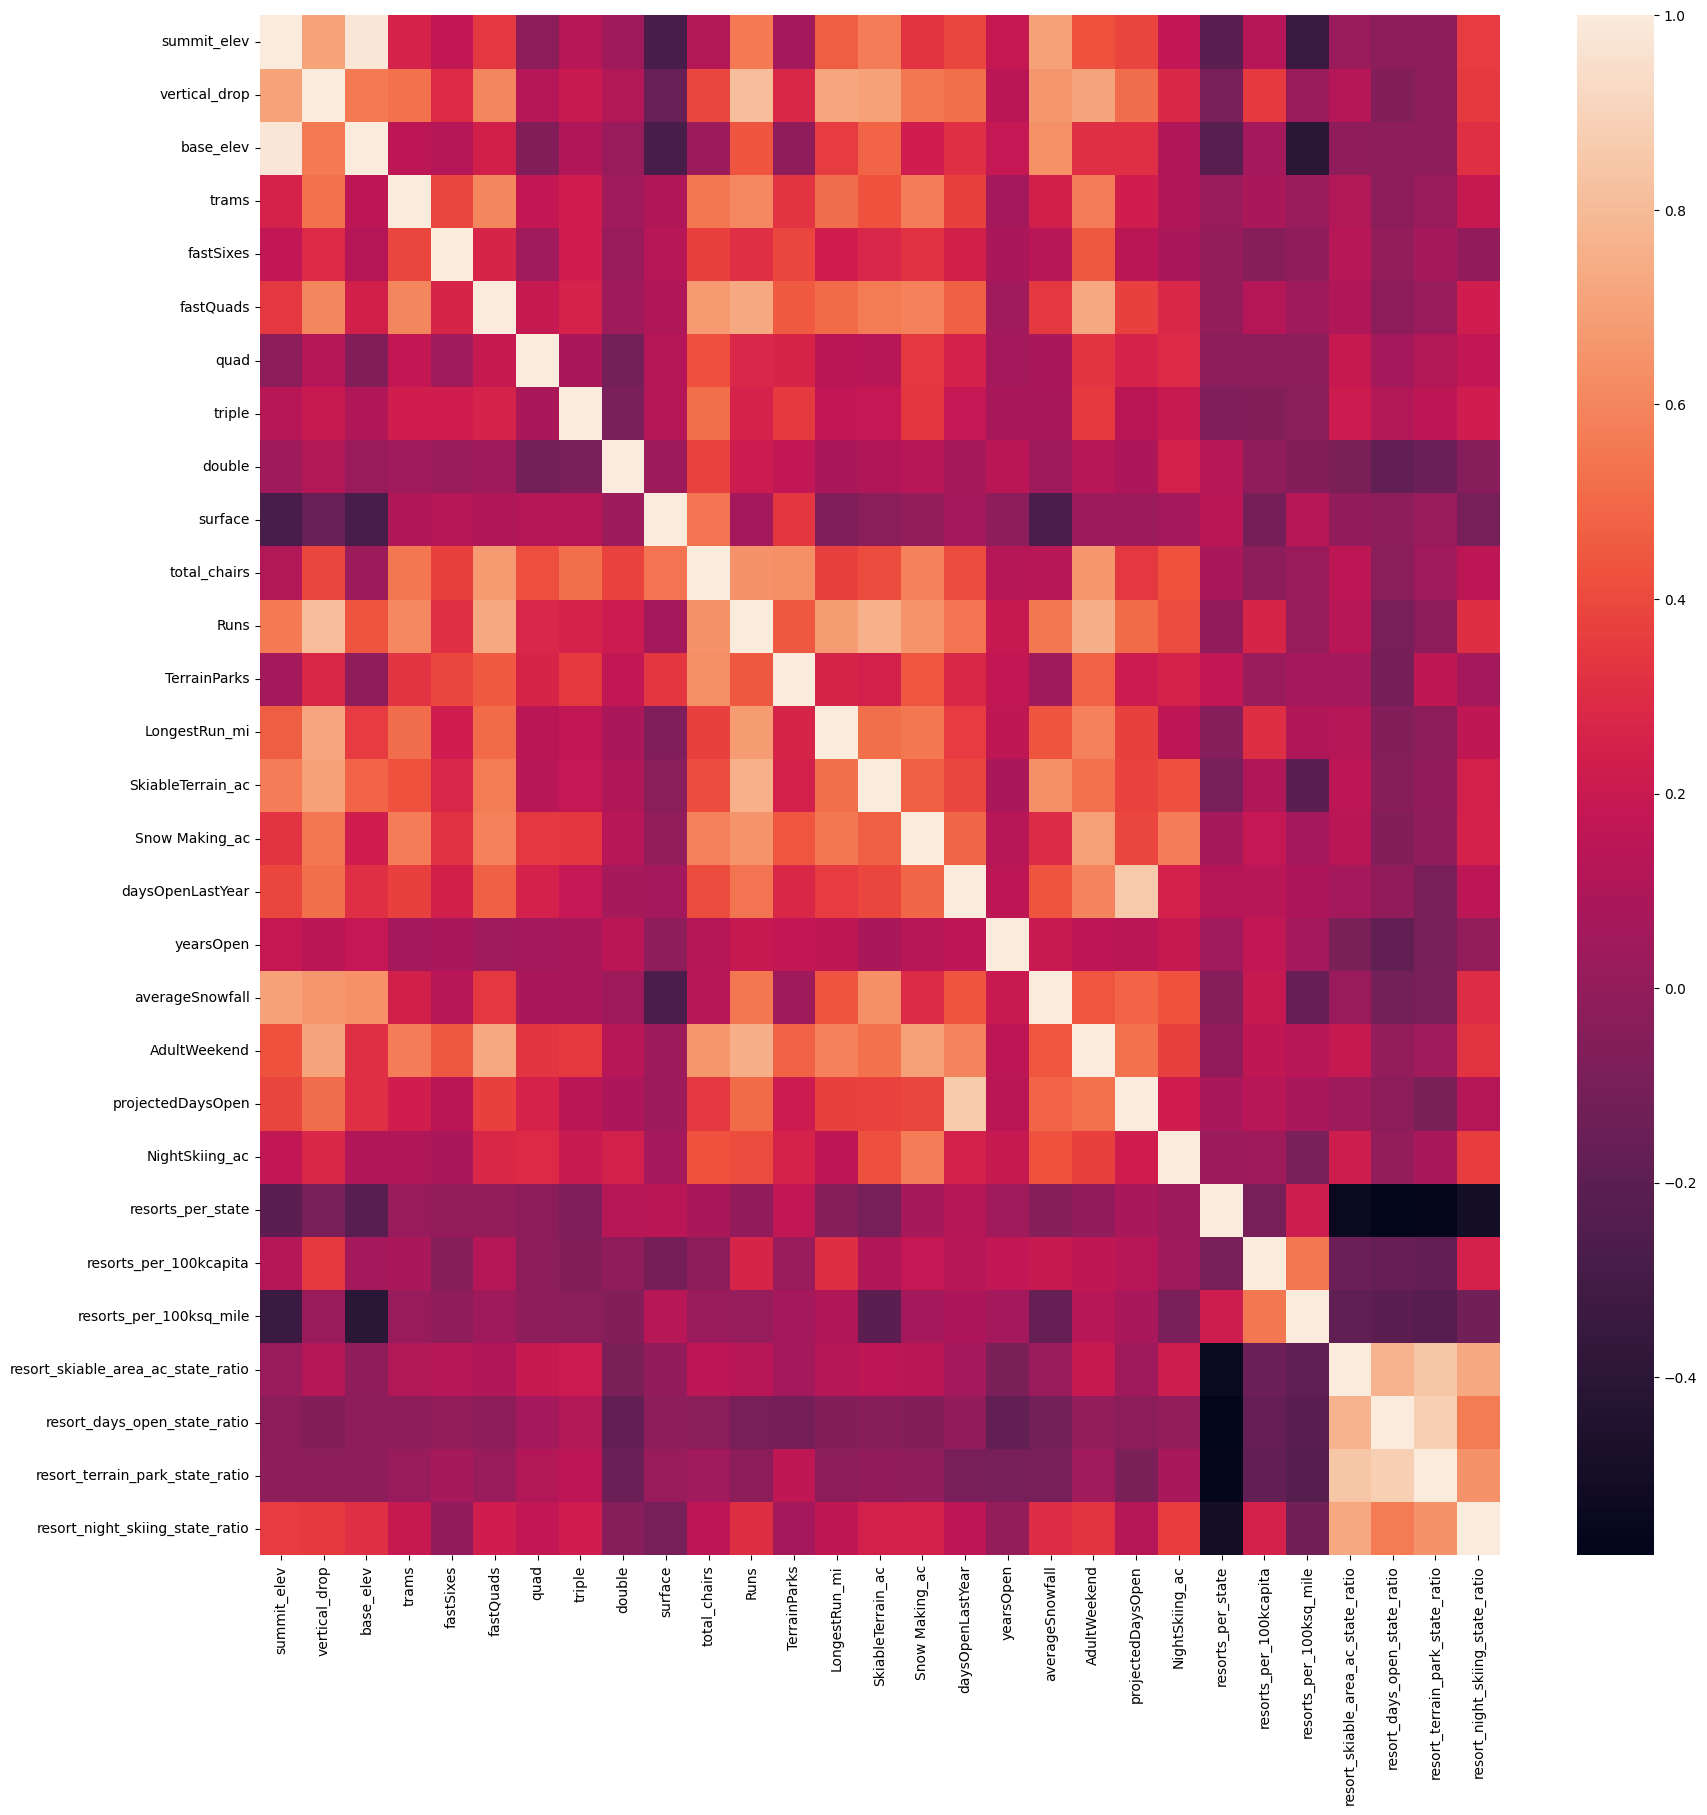 summit_elev
vertical_drop
base_elev
trams
fastSixes
fastQuads
quad
triple
double
surface
total_chairs
Runs
TerrainParks
LongestRun_mi
SkiableTerrain_ac
Snow Making_ac
daysOpenLastYear
yearsOpen
averageSnowfall
AdultWeekend
projectedDaysOpen
NightSkiing_ac
resorts_per_state
resorts_per_100kcapita
resorts_per_100ksq_mile
resort_skiable_area_ac_state_ratio
resort_days_open_state_ratio
resort_terrain_park_state_ratio
resort_night_skiing_state_ratio
summit_elev
vertical_drop
base_elev
trams
fastSixes
fastQuads
quad
triple
double
surface
total_chairs
Runs
TerrainParks
LongestRun_mi
SkiableTerrain_ac
Snow Making_ac
daysOpenLastYear
yearsOpen
averageSnowfall
AdultWeekend
projectedDaysOpen
NightSkiing_ac
resorts_per_state
resorts_per_100kcapita
resorts_per_100ksq_mile
resort_skiable_area_ac_state_ratio
resort_days_open_state_ratio
resort_terrain_park_state_ratio
resort_night_skiing_state_ratio
1.0
0.8
0.6
0.4
0.2
0.0
−0.2
−0.4